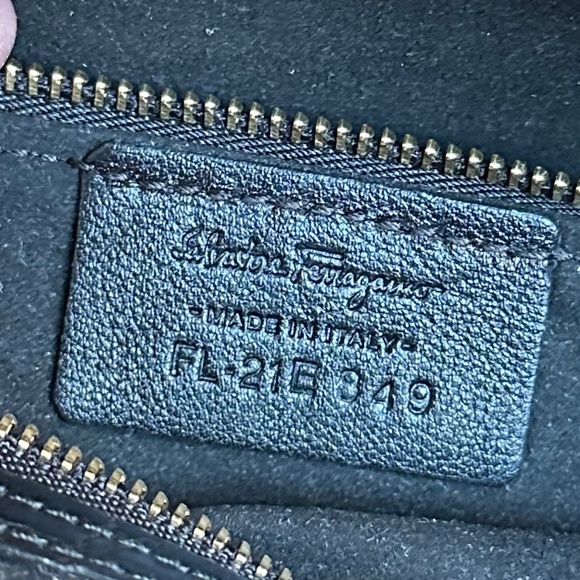 Salvatore Ferragamo
- MADE IN ITALY -
FL-21E 349